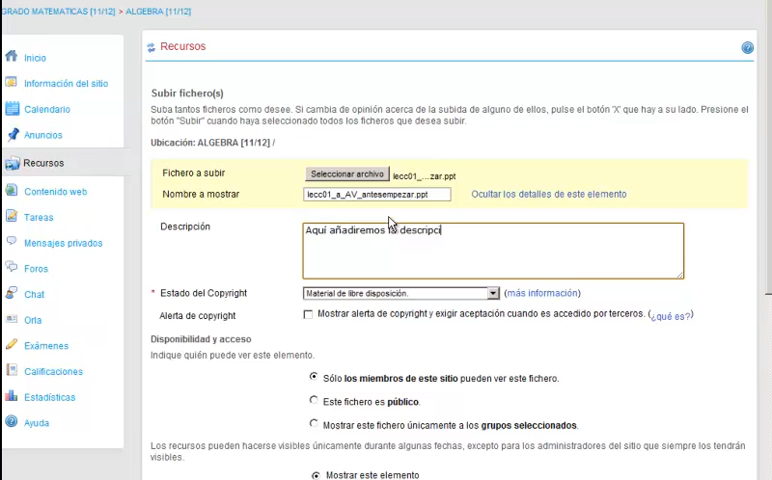 GRADO MATEMATICAS [11/12] > ALGEBRA [11/12]
Inicio
Información del sitio
Calendario
Anuncios
Recursos
Contenido web
Tareas
Mensajes privados
Foros
Chat
Orla
Exámenes
Calificaciones
Estadísticas
Ayuda
Recursos
Subir fichero(s)
Suba tantos ficheros como desee. Si cambia de opinión acerca de la subida de alguno de ellos, pulse el botón 'X' que hay a su lado. Presione el
botón "Subir" cuando haya seleccionado todos los ficheros que desea subir.
Ubicación: ALGEBRA [11/12] /
Fichero a subir Seleccionar archivo lecc01_...zar.ppt
Nombre a mostrar lecc01_a_AV_antesempezar.ppt Ocultar los detalles de este elemento
Descripción Aquí añadiremos descripci
* Estado del Copyright Material de libre disposición. (más información)
Alerta de copyright Mostrar alerta de copyright y exigir aceptación cuando es accedido por terceros. (¿qué es?)
Disponibilidad y acceso
Indique quién puede ver este elemento.
Sólo los miembros de este sitio pueden ver este fichero.
Este fichero es público.
Mostrar este fichero únicamente a los grupos seleccionados.
Los recursos pueden hacerse visibles únicamente durante algunas fechas, excepto para los administradores del sitio que siempre los tendrán
visibles.
Mostrar este elemento